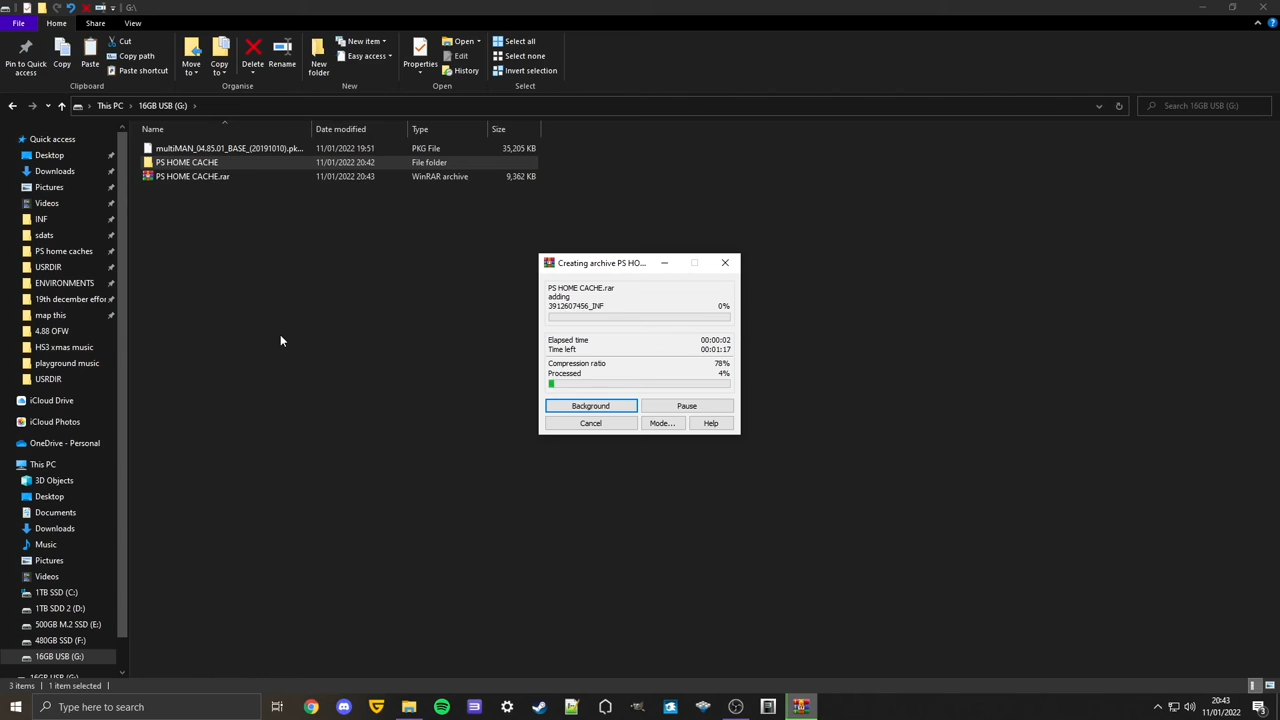 G:\
File
Home
Share
View
Pin to Quick access
Copy
Paste
Cut
Copy path
Paste shortcut
Clipboard
Move to
Copy to
Delete
Rename
Organise
New folder
New item
Easy access
New
Properties
Open
Edit
History
Open
Select all
Select none
Invert selection
Select
This PC
16GB USB (G:)
Search 16GB USB (G:)
Name
Date modified
Type
Size
multiMAN_04.85.01_BASE_(20191010).pk...
11/01/2022 19:51
PKG File
35,205 KB
PS HOME CACHE
11/01/2022 20:42
File folder
PS HOME CACHE.rar
11/01/2022 20:43
WinRAR archive
9,362 KB
Quick access
Desktop
Downloads
Pictures
Videos
INF
sdats
PS home caches
USRDIR
ENVIRONMENTS
19th december effor
map this
4.88 OFW
HS3 xmas music
playground music
USRDIR
iCloud Drive
iCloud Photos
OneDrive - Personal
This PC
3D Objects
Desktop
Documents
Downloads
Music
Pictures
Videos
1TB SSD (C:)
1TB SDD 2 (D:)
500GB M.2 SSD (E:)
480GB SSD (F:)
16GB USB (G:)
16GB USB (G:)
Creating archive PS HO...
PS HOME CACHE.rar
adding
3912607456_INF
0%
Elapsed time
00:00:02
Time left
00:01:17
Compression ratio
78%
Processed
4%
Background
Pause
Cancel
Mode...
Help
3 items
1 item selected
Type here to search
20:43
11/01/2022
3